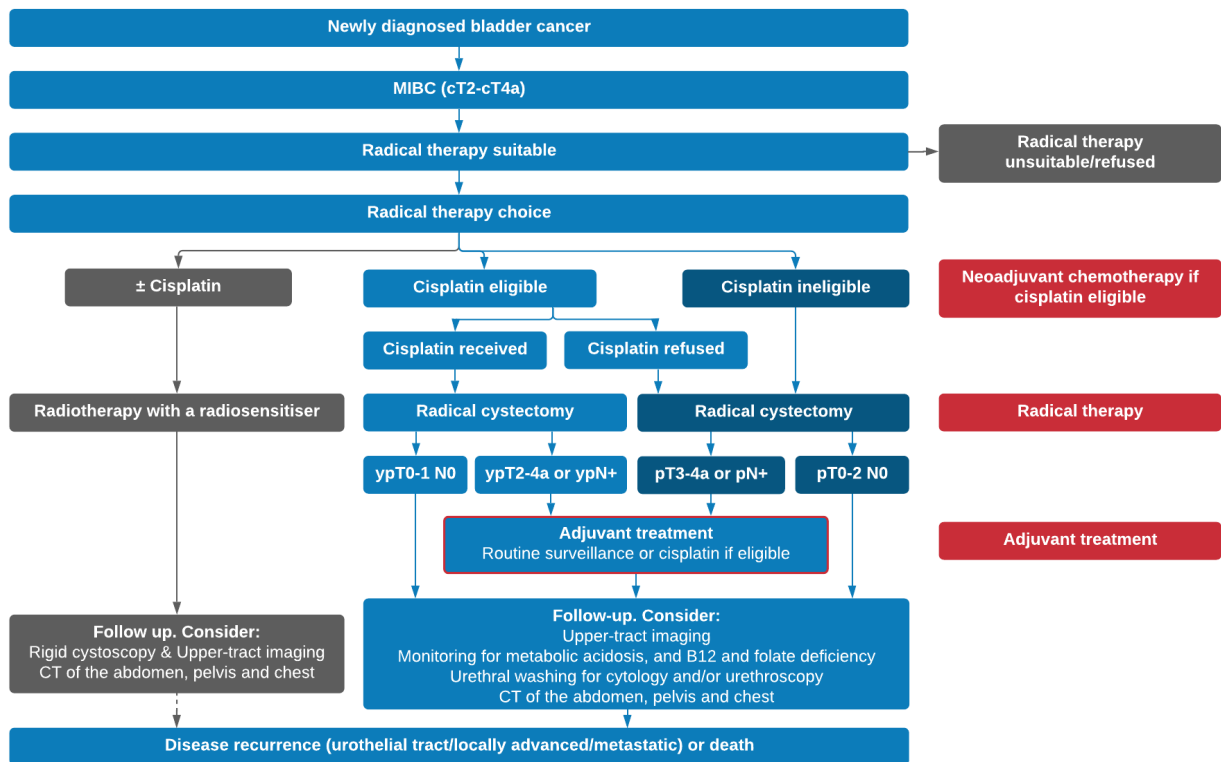 Newly diagnosed bladder cancer
MIBC (cT2-cT4a)
Radical therapy suitable
Radical therapy
unsuitable/refused
Radical therapy choice
± Cisplatin
Cisplatin eligible
Cisplatin ineligible
Neoadjuvant chemotherapy if
cisplatin eligible
Cisplatin received
Cisplatin refused
Radiotherapy with a radiosensitiser
Radical cystectomy
Radical cystectomy
Radical therapy
ypT0-1 N0
ypT2-4a or ypN+
pT3-4a or pN+
pT0-2 N0
Adjuvant treatment
Routine surveillance or cisplatin if eligible
Adjuvant treatment
Follow up. Consider:
Rigid cystoscopy & Upper-tract imaging
CT of the abdomen, pelvis and chest
Follow-up. Consider:
Upper-tract imaging
Monitoring for metabolic acidosis, and B12 and folate deficiency
Urethral washing for cytology and/or urethroscopy
CT of the abdomen, pelvis and chest
Disease recurrence (urothelial tract/locally advanced/metastatic) or death